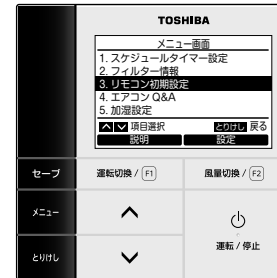 TOSHIBA
メニュー画面
1. スケジュールタイマー設定
2. フィルター情報
3. リモコン初期設定
4. エアコン Q&A
5. 加湿設定
項目選択 とりけし 戻る
説明 設定
セーブ 運転切換 / F1 風量切換 / F2
メニュー
とりけし 運転 / 停止